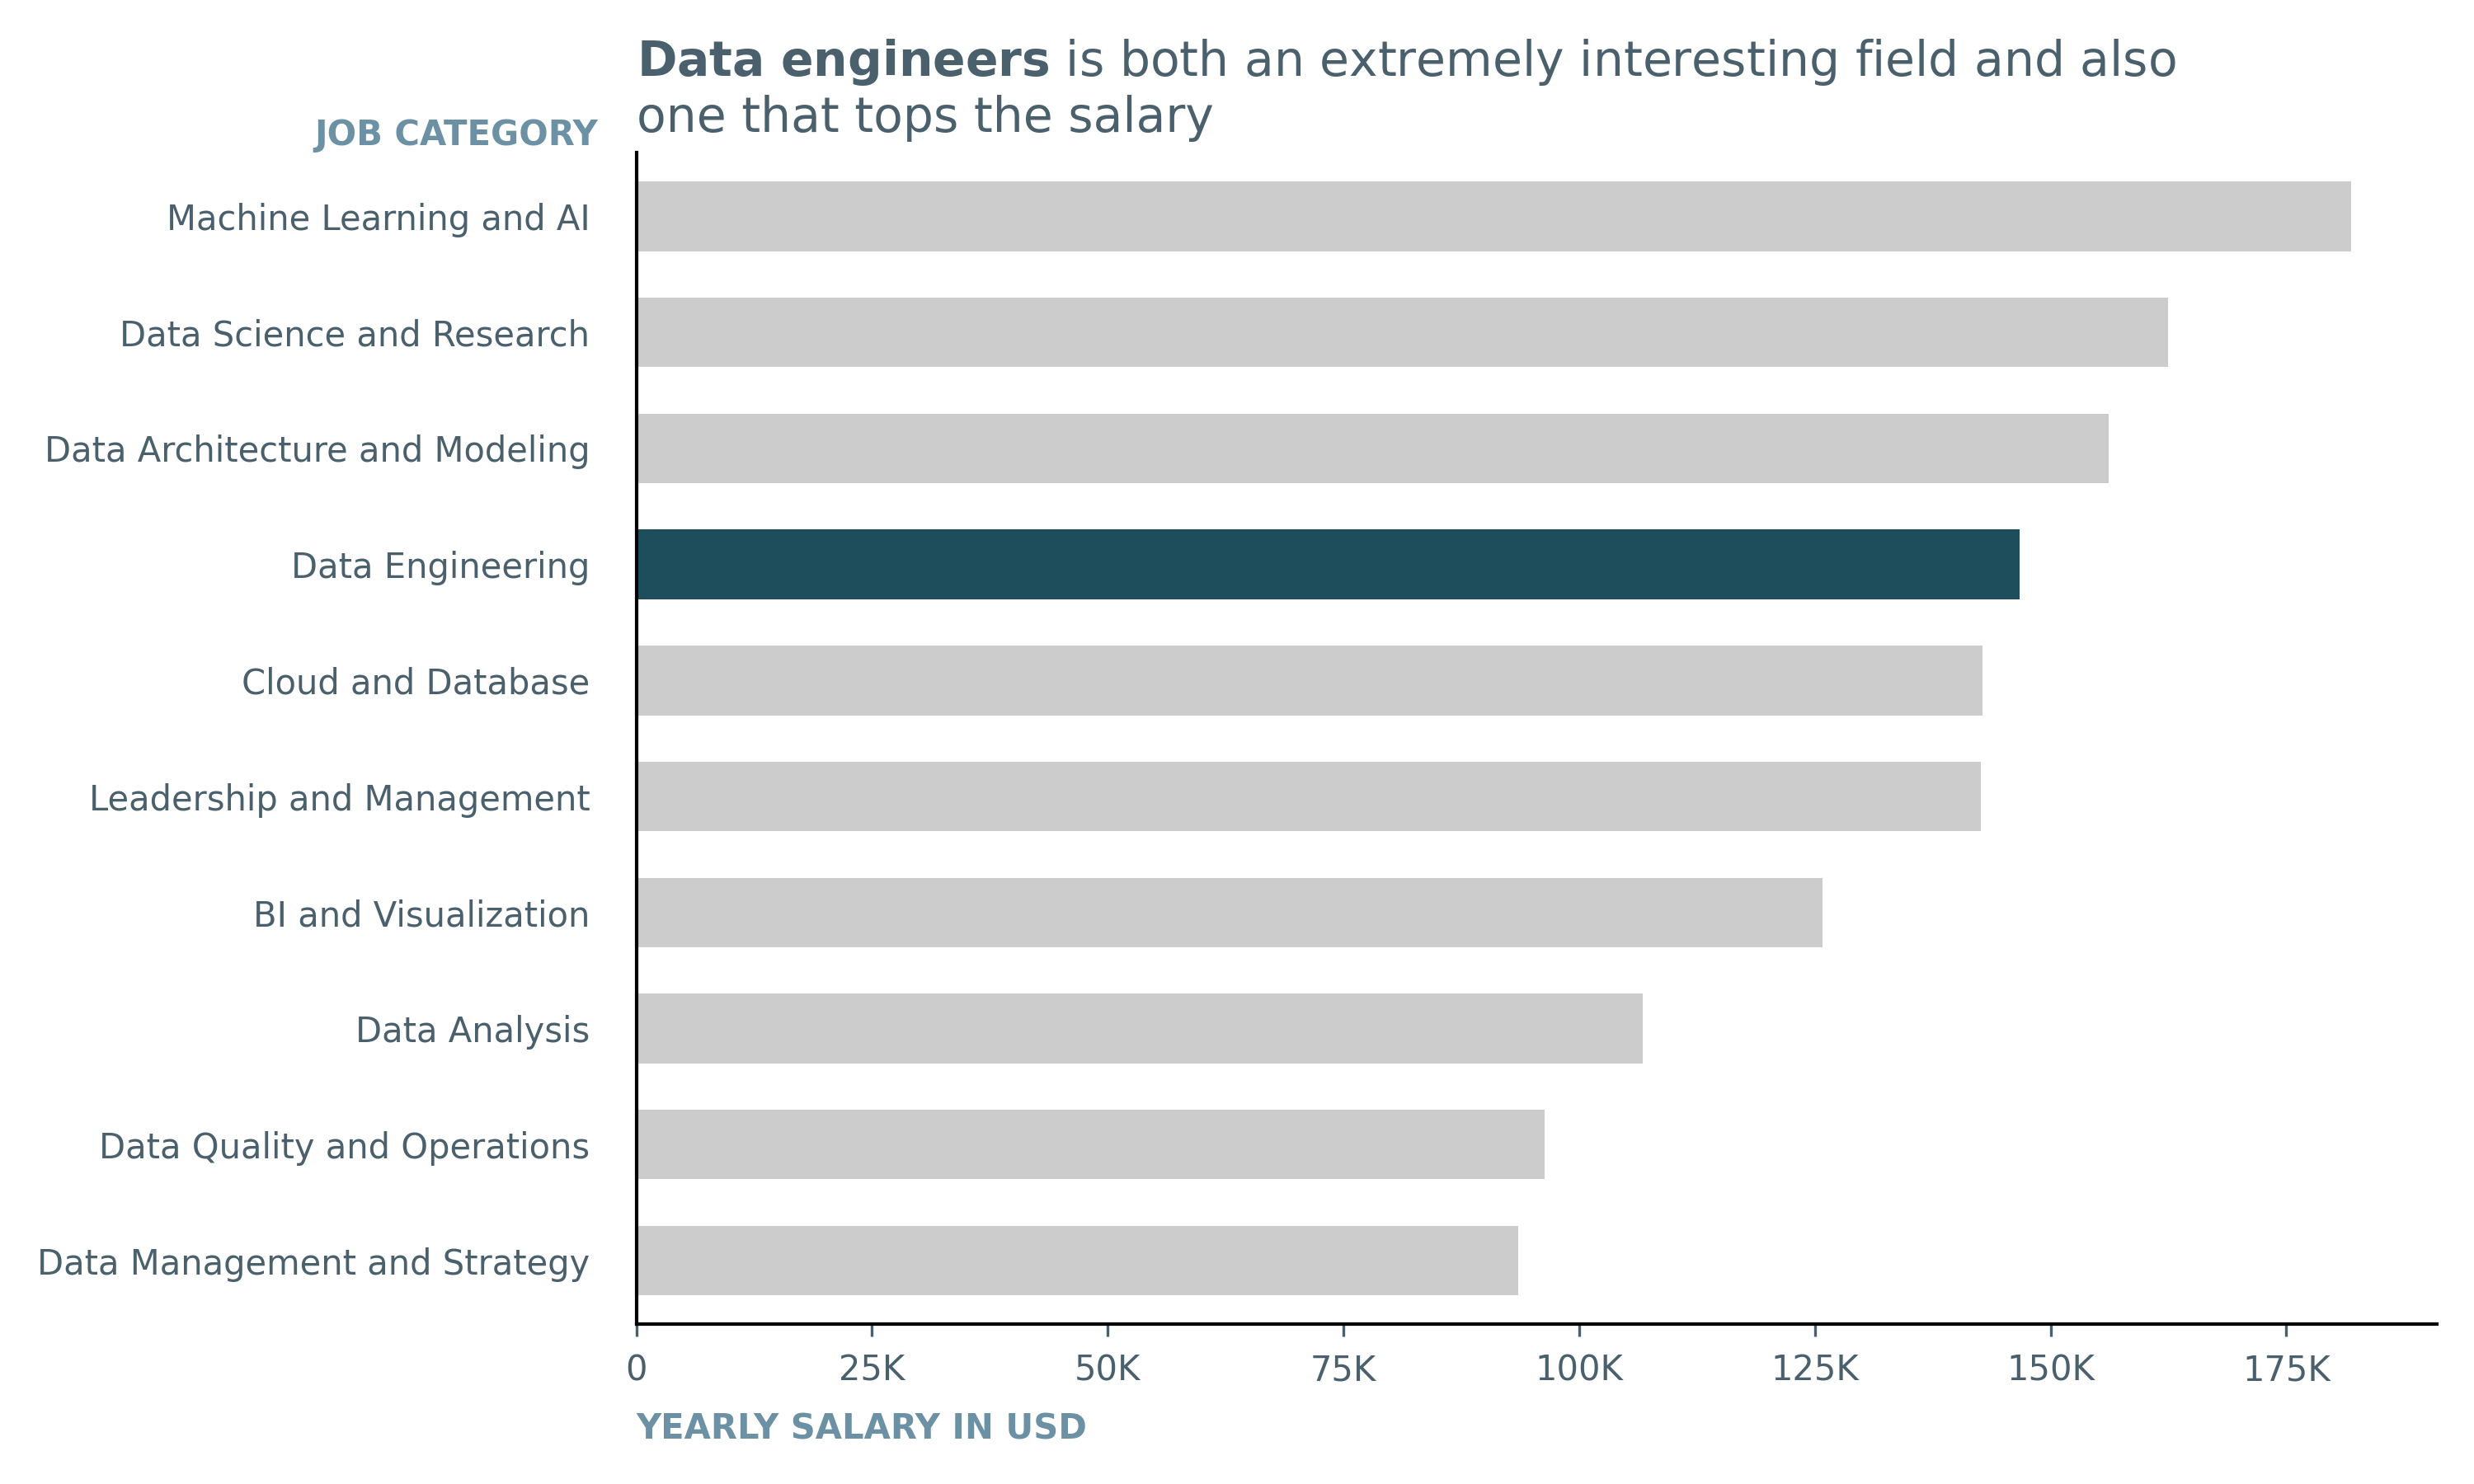 Data engineers is both an extremely interesting field and also
one that tops the salary
JOB CATEGORY
Machine Learning and AI
Data Science and Research
Data Architecture and Modeling
Data Engineering
Cloud and Database
Leadership and Management
BI and Visualization
Data Analysis
Data Quality and Operations
Data Management and Strategy
0 25K 50K 75K 100K 125K 150K 175K
YEARLY SALARY IN USD